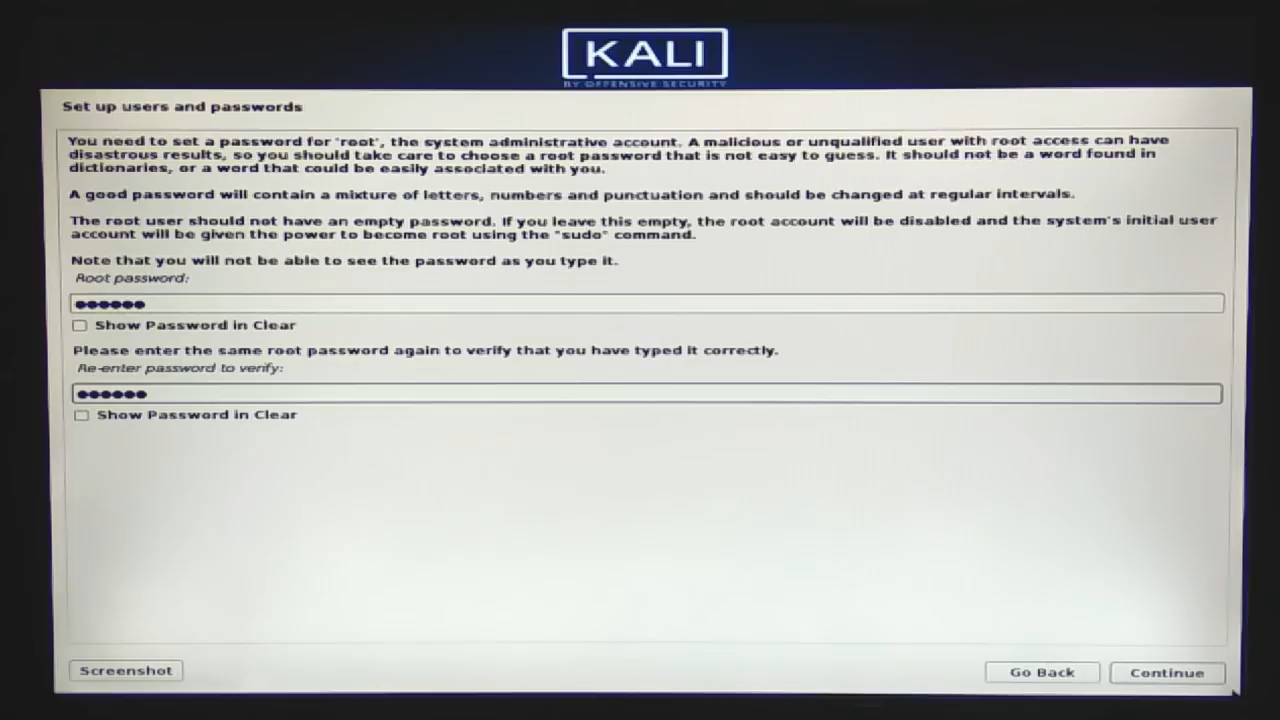 KALI
BY OFFENSIVE SECURITY
Set up users and passwords
You need to set a password for 'root', the system administrative account. A malicious or unqualified user with root access can have
disastrous results, so you should take care to choose a root password that is not easy to guess. It should not be a word found in
dictionaries, or a word that could be easily associated with you.
A good password will contain a mixture of letters, numbers and punctuation and should be changed at regular intervals.
The root user should not have an empty password. If you leave this empty, the root account will be disabled and the system's initial user
account will be given the power to become root using the "sudo" command.
Note that you will not be able to see the password as you type it.
Root password:
●●●●●●
Show Password in Clear
Please enter the same root password again to verify that you have typed it correctly.
Re-enter password to verify:
●●●●●●
Show Password in Clear
Screenshot
Go Back
Continue